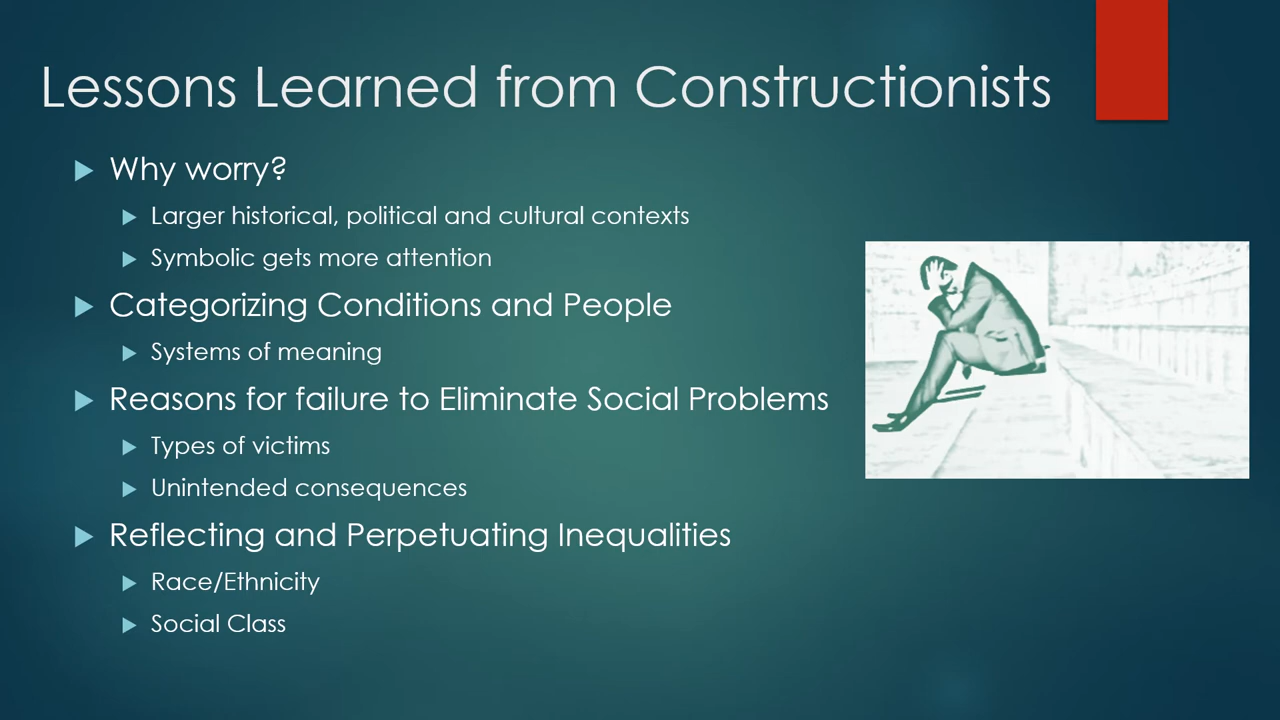 Lessons Learned from Constructionists
Why worry?
Larger historical, political and cultural contexts
Symbolic gets more attention
Categorizing Conditions and People
Systems of meaning
Reasons for failure to Eliminate Social Problems
Types of victims
Unintended consequences
Reflecting and Perpetuating Inequalities
Race/Ethnicity
Social Class